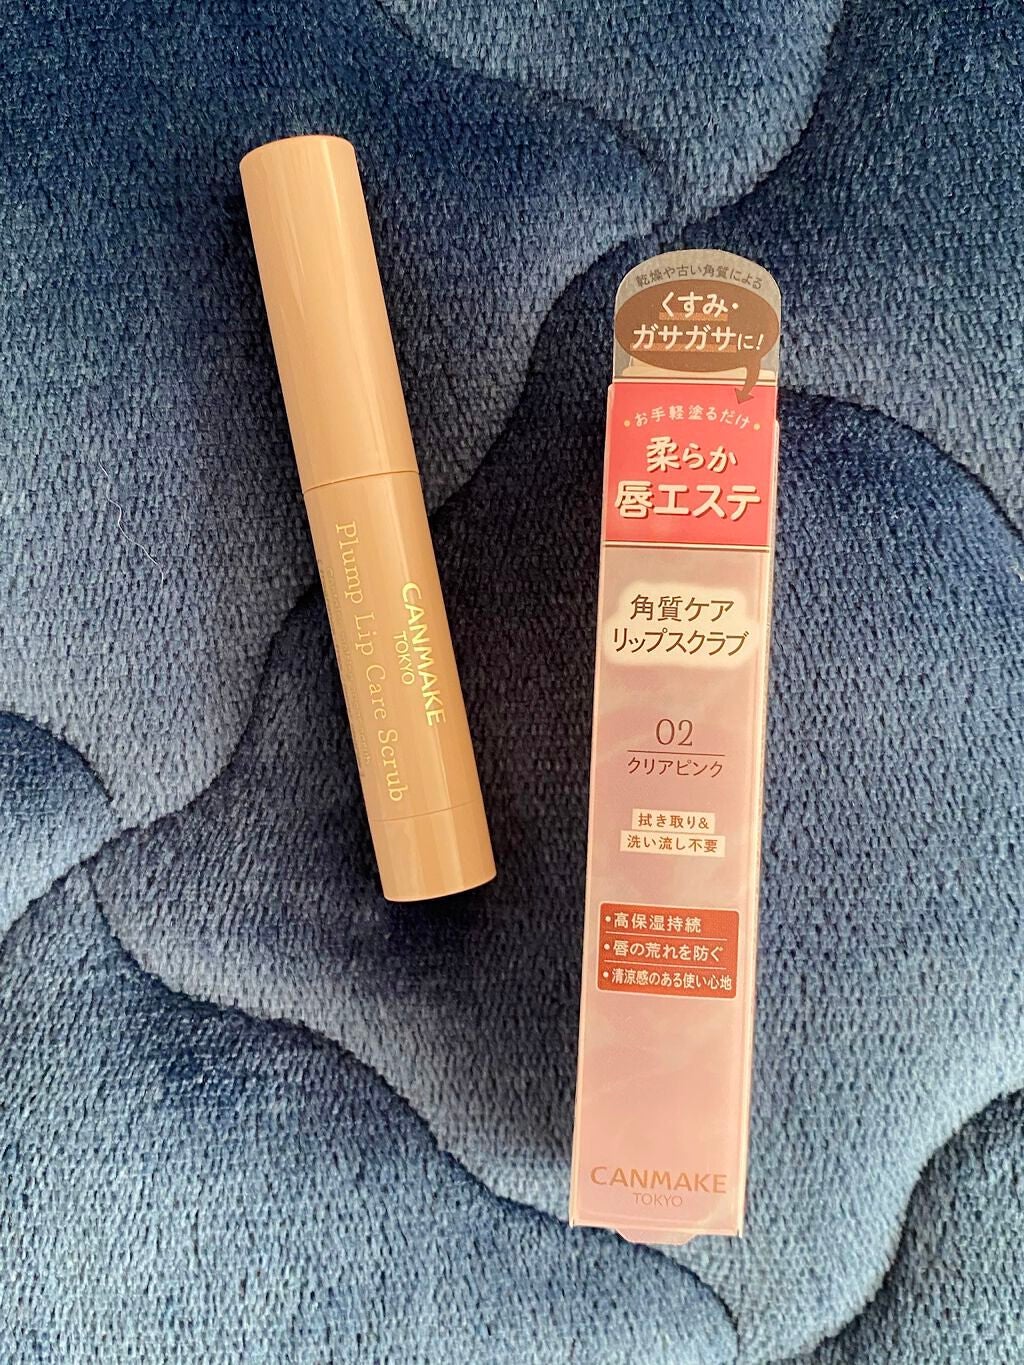 CANMAKE
TOKYO
Plump Lip Care Scrub
乾燥や古い角質による
くすみ・
ガサガサに!
・お手軽塗るだけ・
柔らか
唇エステ
角質ケア
リップスクラブ
02
クリアピンク
拭き取り&
洗い流し不要
・高保湿持続
・唇の荒れを防ぐ
・清涼感のある使い心地
CANMAKE
TOKYO